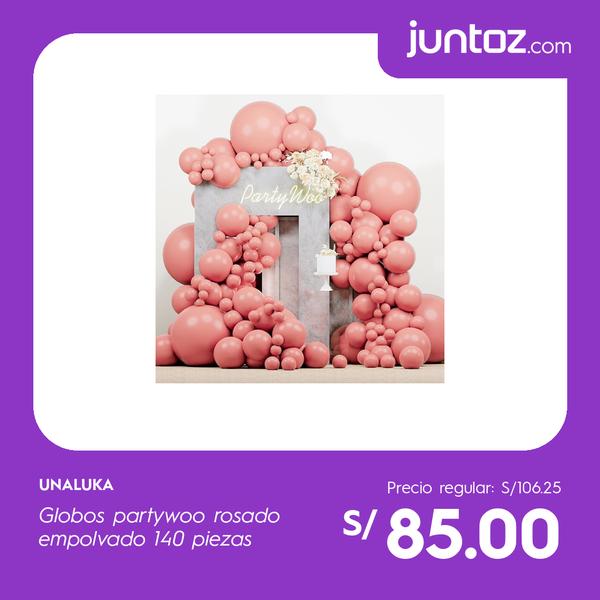 juntoz.com
PartyWoo
UNALUKA
Globos partywoo rosado
empolvado 140 piezas
Precio regular: S/106.25
S/ 85.00